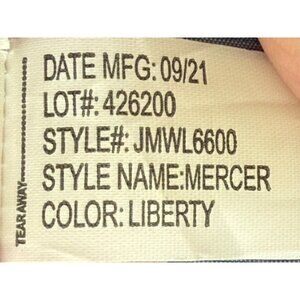 DATE MFG: 09/21
LOT#: 426200
STYLE#: JMWL6600
STYLE NAME:MERCER
COLOR: LIBERTY
TEAR AWAY